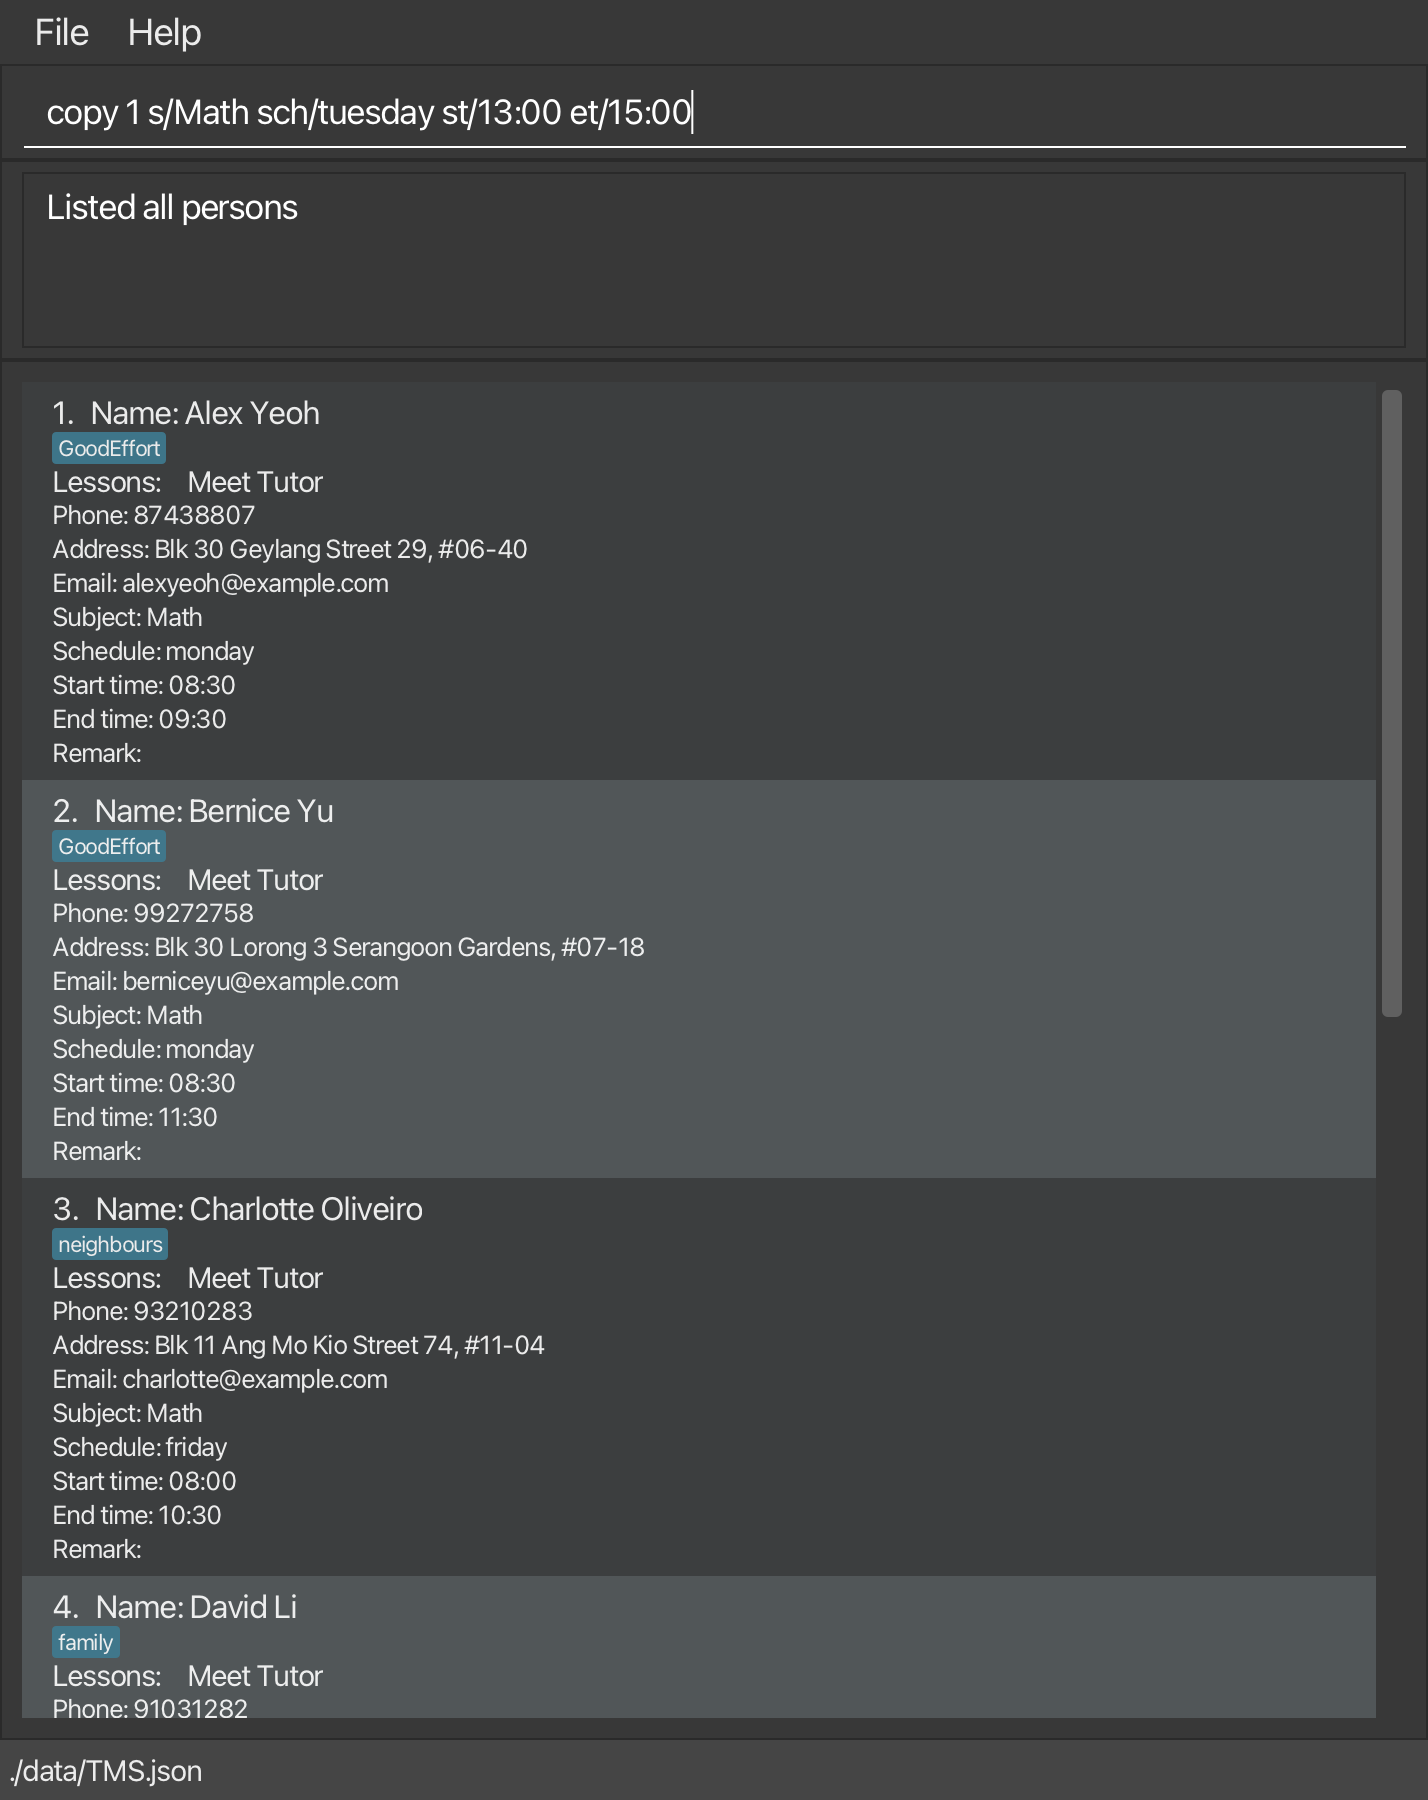 File Help
copy 1 s/Math sch/tuesday st/13:00 et/15:00
Listed all persons
1. Name: Alex Yeoh
GoodEffort
Lessons: Meet Tutor
Phone: 87438807
Address: Blk 30 Geylang Street 29, #06-40
Email: alexyeoh@example.com
Subject: Math
Schedule: monday
Start time: 08:30
End time: 09:30
Remark:
2. Name: Bernice Yu
GoodEffort
Lessons: Meet Tutor
Phone: 99272758
Address: Blk 30 Lorong 3 Serangoon Gardens, #07-18
Email: berniceyu@example.com
Subject: Math
Schedule: monday
Start time: 08:30
End time: 11:30
Remark:
3. Name: Charlotte Oliveiro
neighbours
Lessons: Meet Tutor
Phone: 93210283
Address: Blk 11 Ang Mo Kio Street 74, #11-04
Email: charlotte@example.com
Subject: Math
Schedule: friday
Start time: 08:00
End time: 10:30
Remark:
4. Name: David Li
family
Lessons: Meet Tutor
Phone: 91031282
./data/TMS.json